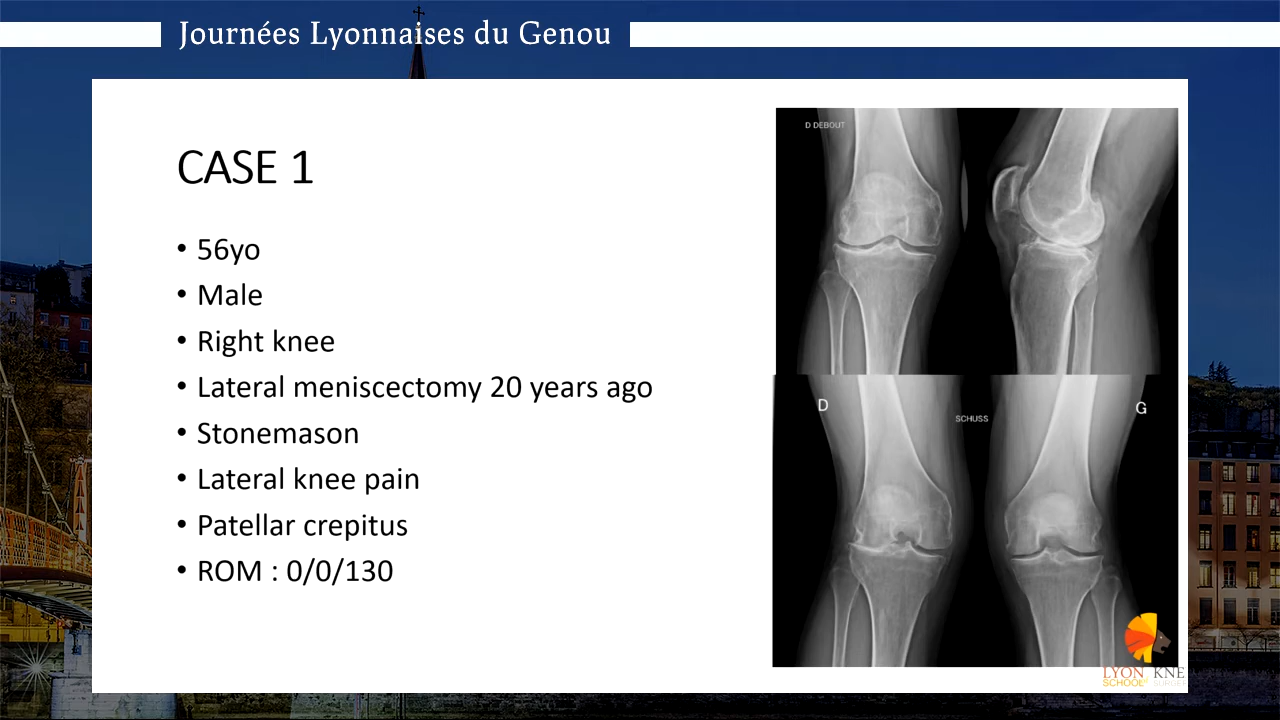 Journées Lyonnaises du Genou
CASE 1
• 56yo
• Male
• Right knee
• Lateral meniscectomy 20 years ago
• Stonemason
• Lateral knee pain
• Patellar crepitus
• ROM : 0/0/130
D DEBOUT
D
SCHUSS
G
LYON KNE
SCHOOL